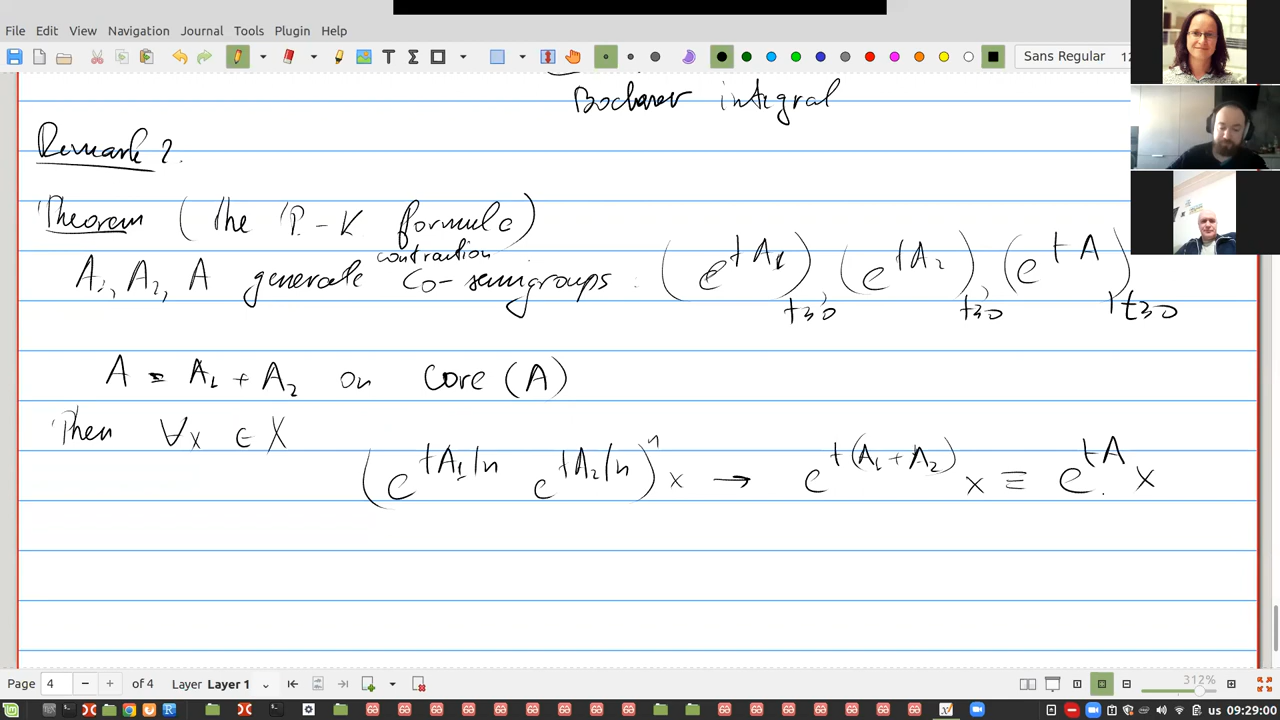 File Edit View Navigation Journal Tools Plugin Help
Sans Regular 12
Bochner integral
Remark 2.
Theorem (the T-K formula)
contraction
A₁, A₂, A generate C₀-semigroups : (e^{tA₁})_{t≥0}, (e^{tA₂})_{t≥0}, (e^{tA})_{t≥0}
A = A₁ + A₂ on core(A)
Then ∀x ∈ X
(e^{tA₁/n} e^{tA₂/n})^n x → e^{t(A₁+A₂)} x ≡ e^{tA} x
Page 4 of 4 Layer Layer 1 312%
us 09:29:00